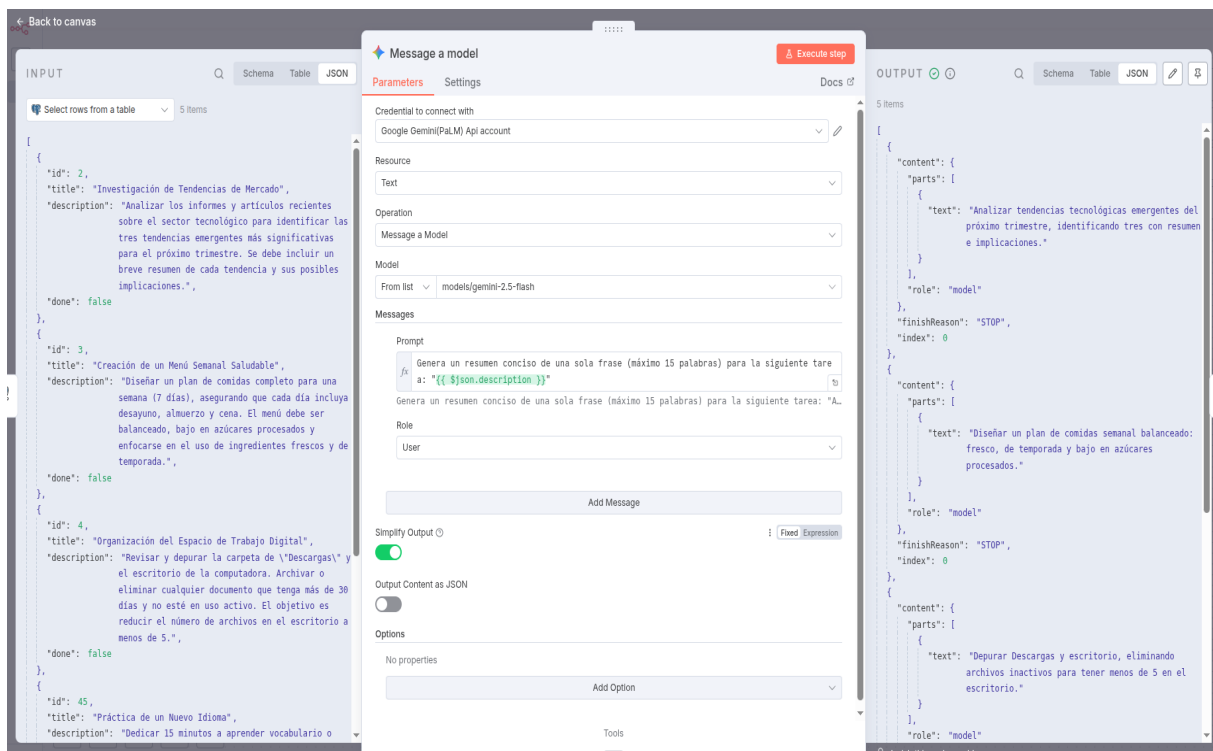 ← Back to canvas
INPUT
Schema Table JSON
Select rows from a table 5 items
[
{
"id": 2,
"title": "Investigación de Tendencias de Mercado",
"description": "Analizar los informes y artículos recientes
sobre el sector tecnológico para identificar las
tres tendencias emergentes más significativas
para el próximo trimestre. Se debe incluir un
breve resumen de cada tendencia y sus posibles
implicaciones.",
"done": false
},
{
"id": 3,
"title": "Creación de un Menú Semanal Saludable",
"description": "Diseñar un plan de comidas completo para una
semana (7 días), asegurando que cada día incluya
desayuno, almuerzo y cena. El menú debe ser
balanceado, bajo en azúcares procesados y
enfocarse en el uso de ingredientes frescos y de
temporada.",
"done": false
},
{
"id": 4,
"title": "Organización del Espacio de Trabajo Digital",
"description": "Revisar y depurar la carpeta de \"Descargas\" y
el escritorio de la computadora. Archivar o
eliminar cualquier documento que tenga más de 30
días y no esté en uso activo. El objetivo es
reducir el número de archivos en el escritorio a
menos de 5.",
"done": false
},
{
"id": 45,
"title": "Práctica de un Nuevo Idioma",
"description": "Dedicar 15 minutos a aprender vocabulario o
Message a model
Execute step
Parameters Settings Docs
Credential to connect with
Google Gemini(PaLM) Api account
Resource
Text
Operation
Message a Model
Model
From list models/gemini-2.5-flash
Messages
Prompt
fx Genera un resumen conciso de una sola frase (máximo 15 palabras) para la siguiente tare
a: "{{ $json.description }}"
Genera un resumen conciso de una sola frase (máximo 15 palabras) para la siguiente tarea: "A…
Role
User
Add Message
Simplify Output Fixed Expression
Output Content as JSON
Options
No properties
Add Option
Tools
OUTPUT
Schema Table JSON
5 items
[
{
"content": {
"parts": [
{
"text": "Analizar tendencias tecnológicas emergentes del
próximo trimestre, identificando tres con resumen
e implicaciones."
}
],
"role": "model"
},
"finishReason": "STOP",
"index": 0
},
{
"content": {
"parts": [
{
"text": "Diseñar un plan de comidas semanal balanceado:
fresco, de temporada y bajo en azúcares
procesados."
}
],
"role": "model"
},
"finishReason": "STOP",
"index": 0
},
{
"content": {
"parts": [
{
"text": "Depurar Descargas y escritorio, eliminando
archivos inactivos para tener menos de 5 en el
escritorio."
}
],
"role": "model"